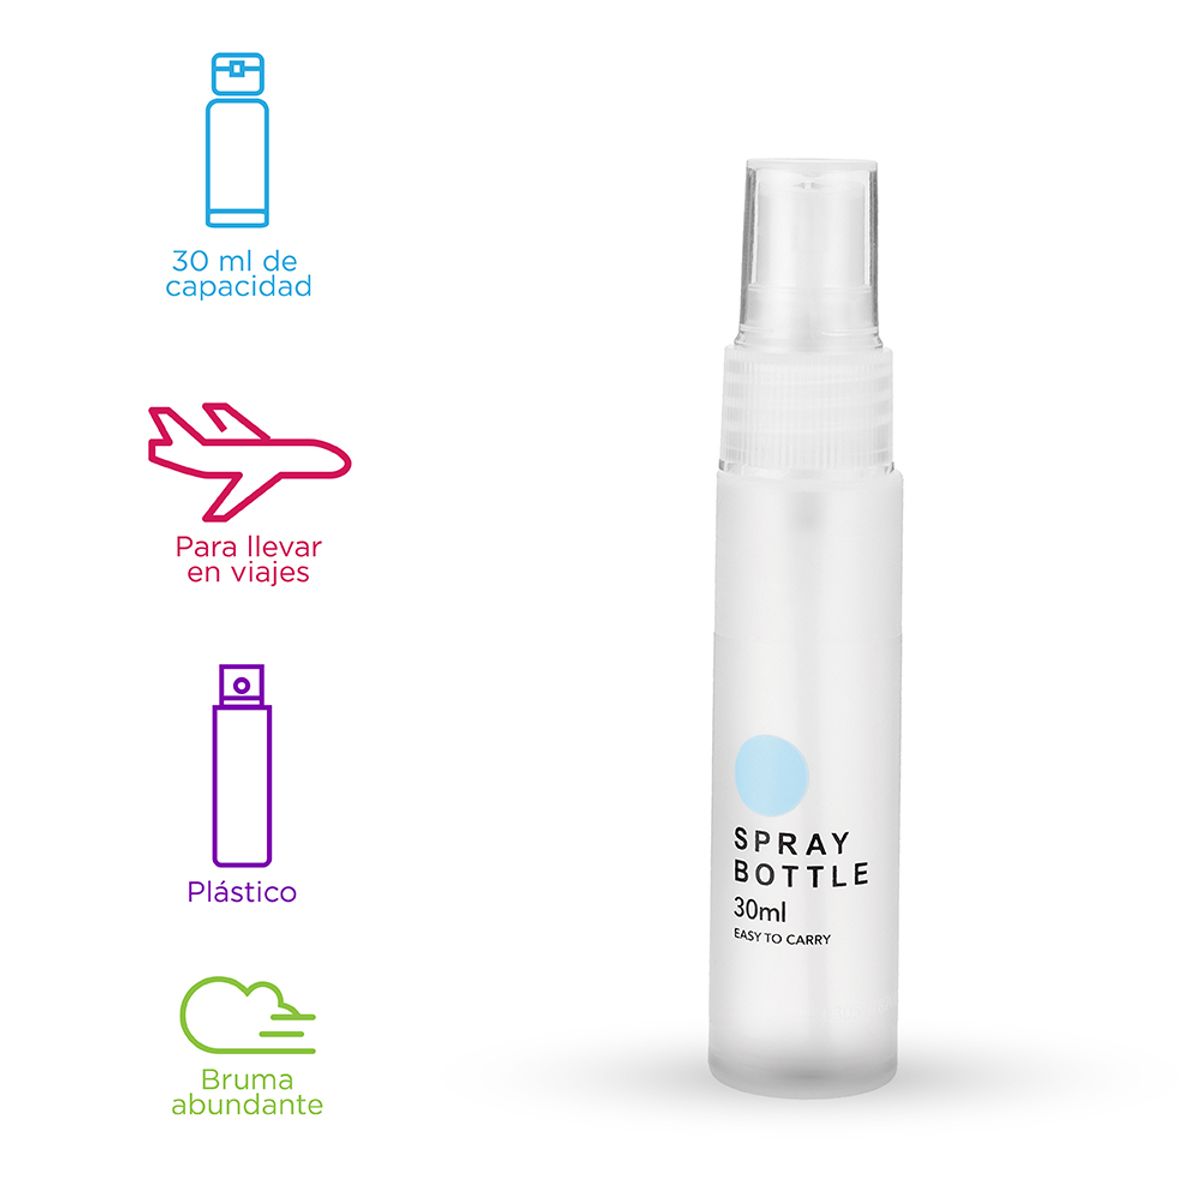 30 ml de
capacidad
Para llevar
en viajes
Plástico
Bruma
abundante
SPRAY
BOTTLE
30ml
EASY TO CARRY